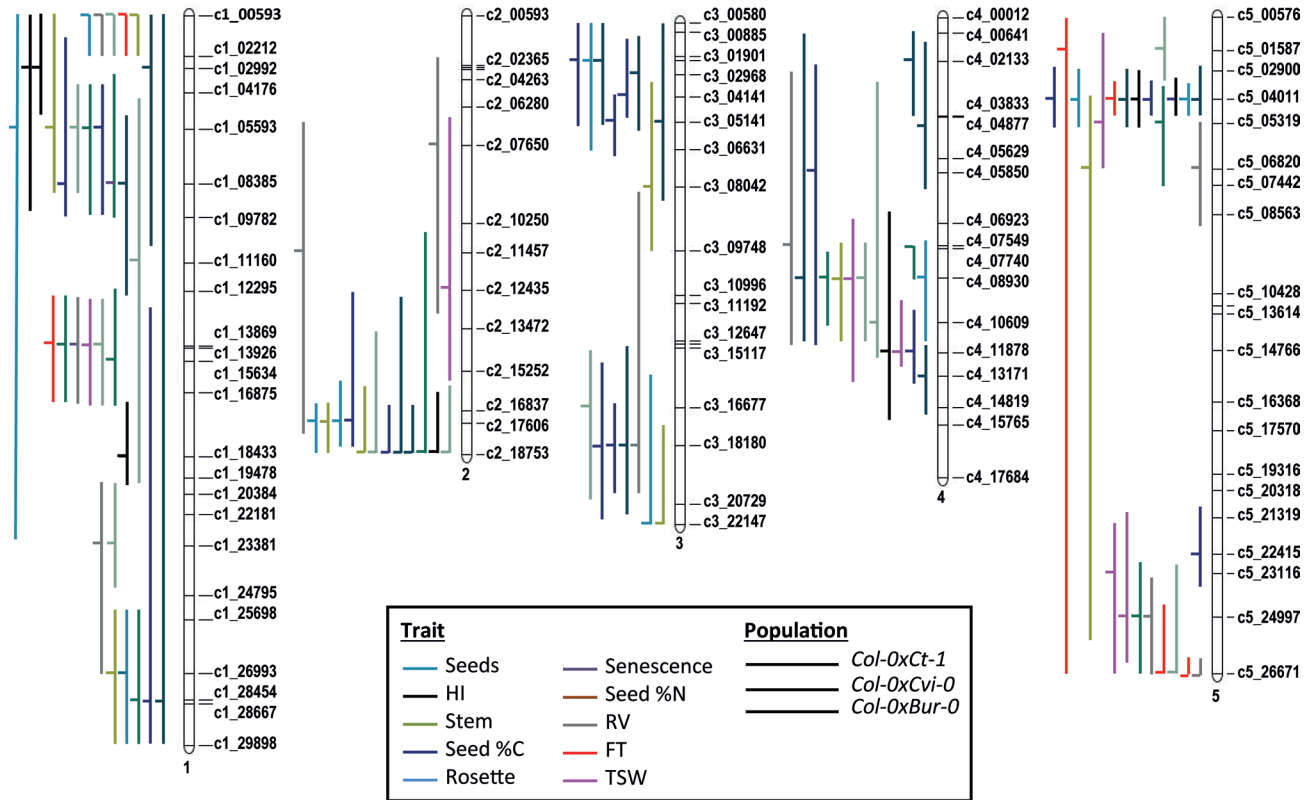 c1_00593
c1_02212
c1_02992
c1_04176
c1_05593
c1_08385
c1_09782
c1_11160
c1_12295
c1_13869
c1_13926
c1_15634
c1_16875
c1_18433
c1_19478
c1_20384
c1_22181
c1_23381
c1_24795
c1_25698
c1_26993
c1_28454
c1_28667
c1_29898
1
c2_00593
c2_02365
c2_04263
c2_06280
c2_07650
c2_10250
c2_11457
c2_12435
c2_13472
c2_15252
c2_16837
c2_17606
c2_18753
2
c3_00580
c3_00885
c3_01901
c3_02968
c3_04141
c3_05141
c3_06631
c3_08042
c3_09748
c3_10996
c3_11192
c3_12647
c3_15117
c3_16677
c3_18180
c3_20729
c3_22147
3
c4_00012
c4_00641
c4_02133
c4_03833
c4_04877
c4_05629
c4_05850
c4_06923
c4_07549
c4_07740
c4_08930
c4_10609
c4_11878
c4_13171
c4_14819
c4_15765
c4_17684
4
c5_00576
c5_01587
c5_02900
c5_04011
c5_05319
c5_06820
c5_07442
c5_08563
c5_10428
c5_13614
c5_14766
c5_16368
c5_17570
c5_19316
c5_20318
c5_21319
c5_22415
c5_23116
c5_24997
c5_26671
5
Trait
Seeds
HI
Stem
Seed %C
Rosette
Senescence
Seed %N
RV
FT
TSW
Population
Col-0xCt-1
Col-0xCvi-0
Col-0xBur-0